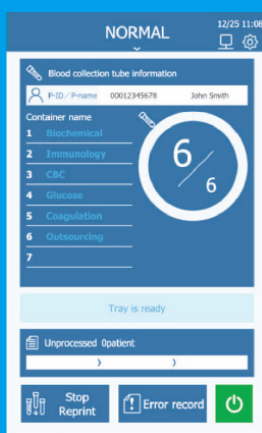 12/25 11:08
NORMAL
Blood collection tube information
P-ID／P-name 00012345678 John Smith
Container name
1 Biochemical
2 Immunology
3 CBC
4 Glucose
5 Coagulation
6 Outsourcing
7
6／6
Tray is ready
Unprocessed 0patient
Stop
Reprint
Error record